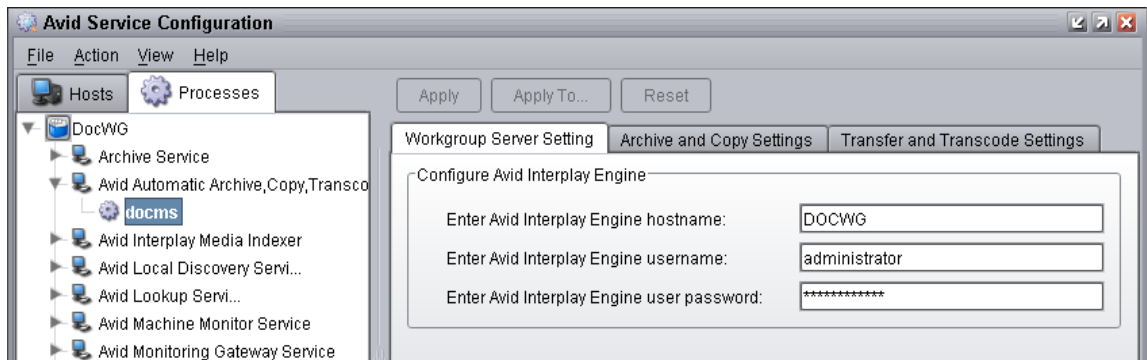 Avid Service Configuration
File Action View Help
Hosts Processes
Apply Apply To... Reset
DocWG
Archive Service
Avid Automatic Archive,Copy,Transco
docms
Avid Interplay Media Indexer
Avid Local Discovery Servi...
Avid Lookup Servi...
Avid Machine Monitor Service
Avid Monitoring Gateway Service
Workgroup Server Setting Archive and Copy Settings Transfer and Transcode Settings
Configure Avid Interplay Engine
Enter Avid Interplay Engine hostname: DOCWG
Enter Avid Interplay Engine username: administrator
Enter Avid Interplay Engine user password: ************